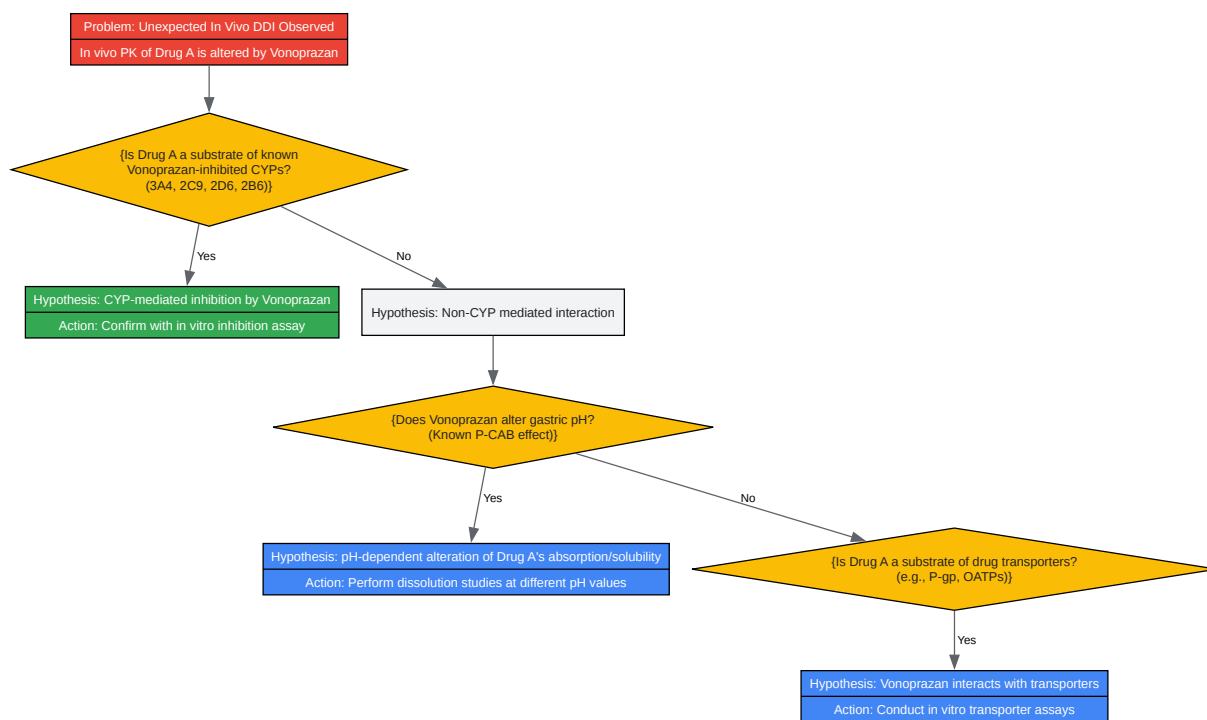 Problem: Unexpected In Vivo DDI Observed
In vivo PK of Drug A is altered by Vonoprazan
{Is Drug A a substrate of known
Vonoprazan-inhibited CYPs?
(3A4, 2C9, 2D6, 2B6)}
Yes
No
Hypothesis: CYP-mediated inhibition by Vonoprazan
Action: Confirm with in vitro inhibition assay
Hypothesis: Non-CYP mediated interaction
{Does Vonoprazan alter gastric pH?
(Known P-CAB effect)}
Yes
No
Hypothesis: pH-dependent alteration of Drug A's absorption/solubility
Action: Perform dissolution studies at different pH values
{Is Drug A a substrate of drug transporters?
(e.g., P-gp, OATPs)}
Yes
Hypothesis: Vonoprazan interacts with transporters
Action: Conduct in vitro transporter assays